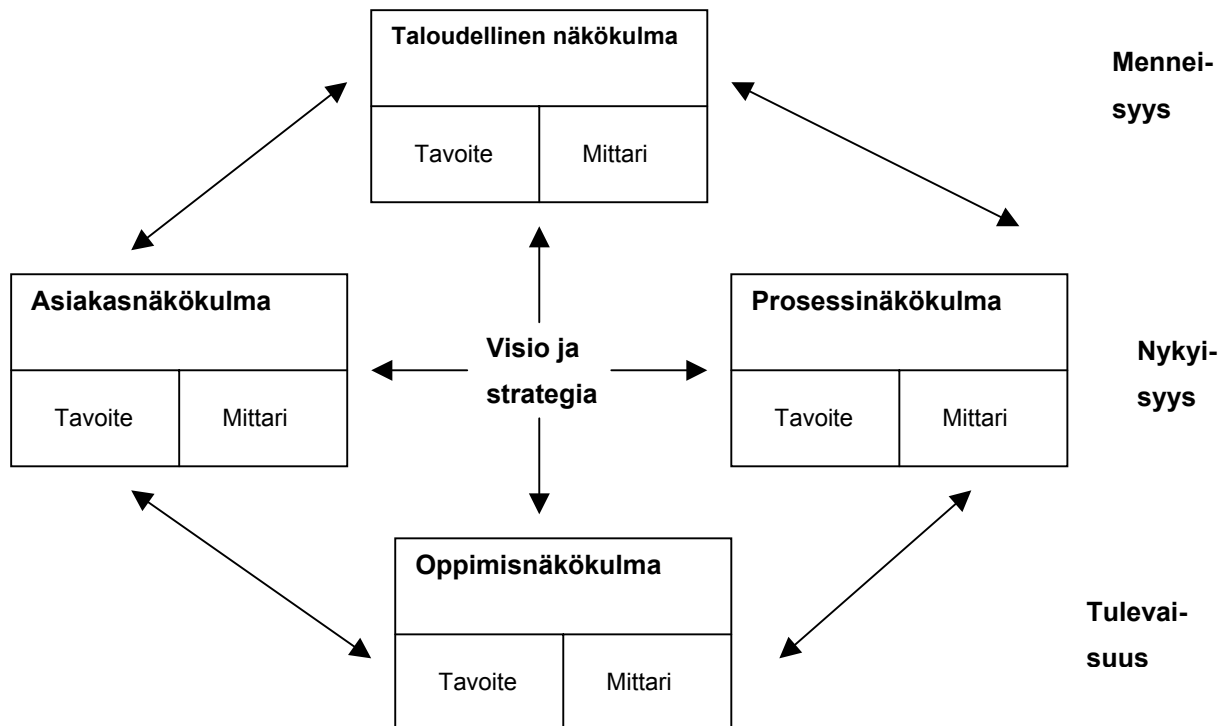 Taloudellinen näkökulma
Tavoite
Mittari
Mennei-
syys
Asiakasnäkökulma
Tavoite
Mittari
Visio ja
strategia
Prosessinäkökulma
Tavoite
Mittari
Nykyi-
syys
Oppimisnäkökulma
Tavoite
Mittari
Tulevai-
suus